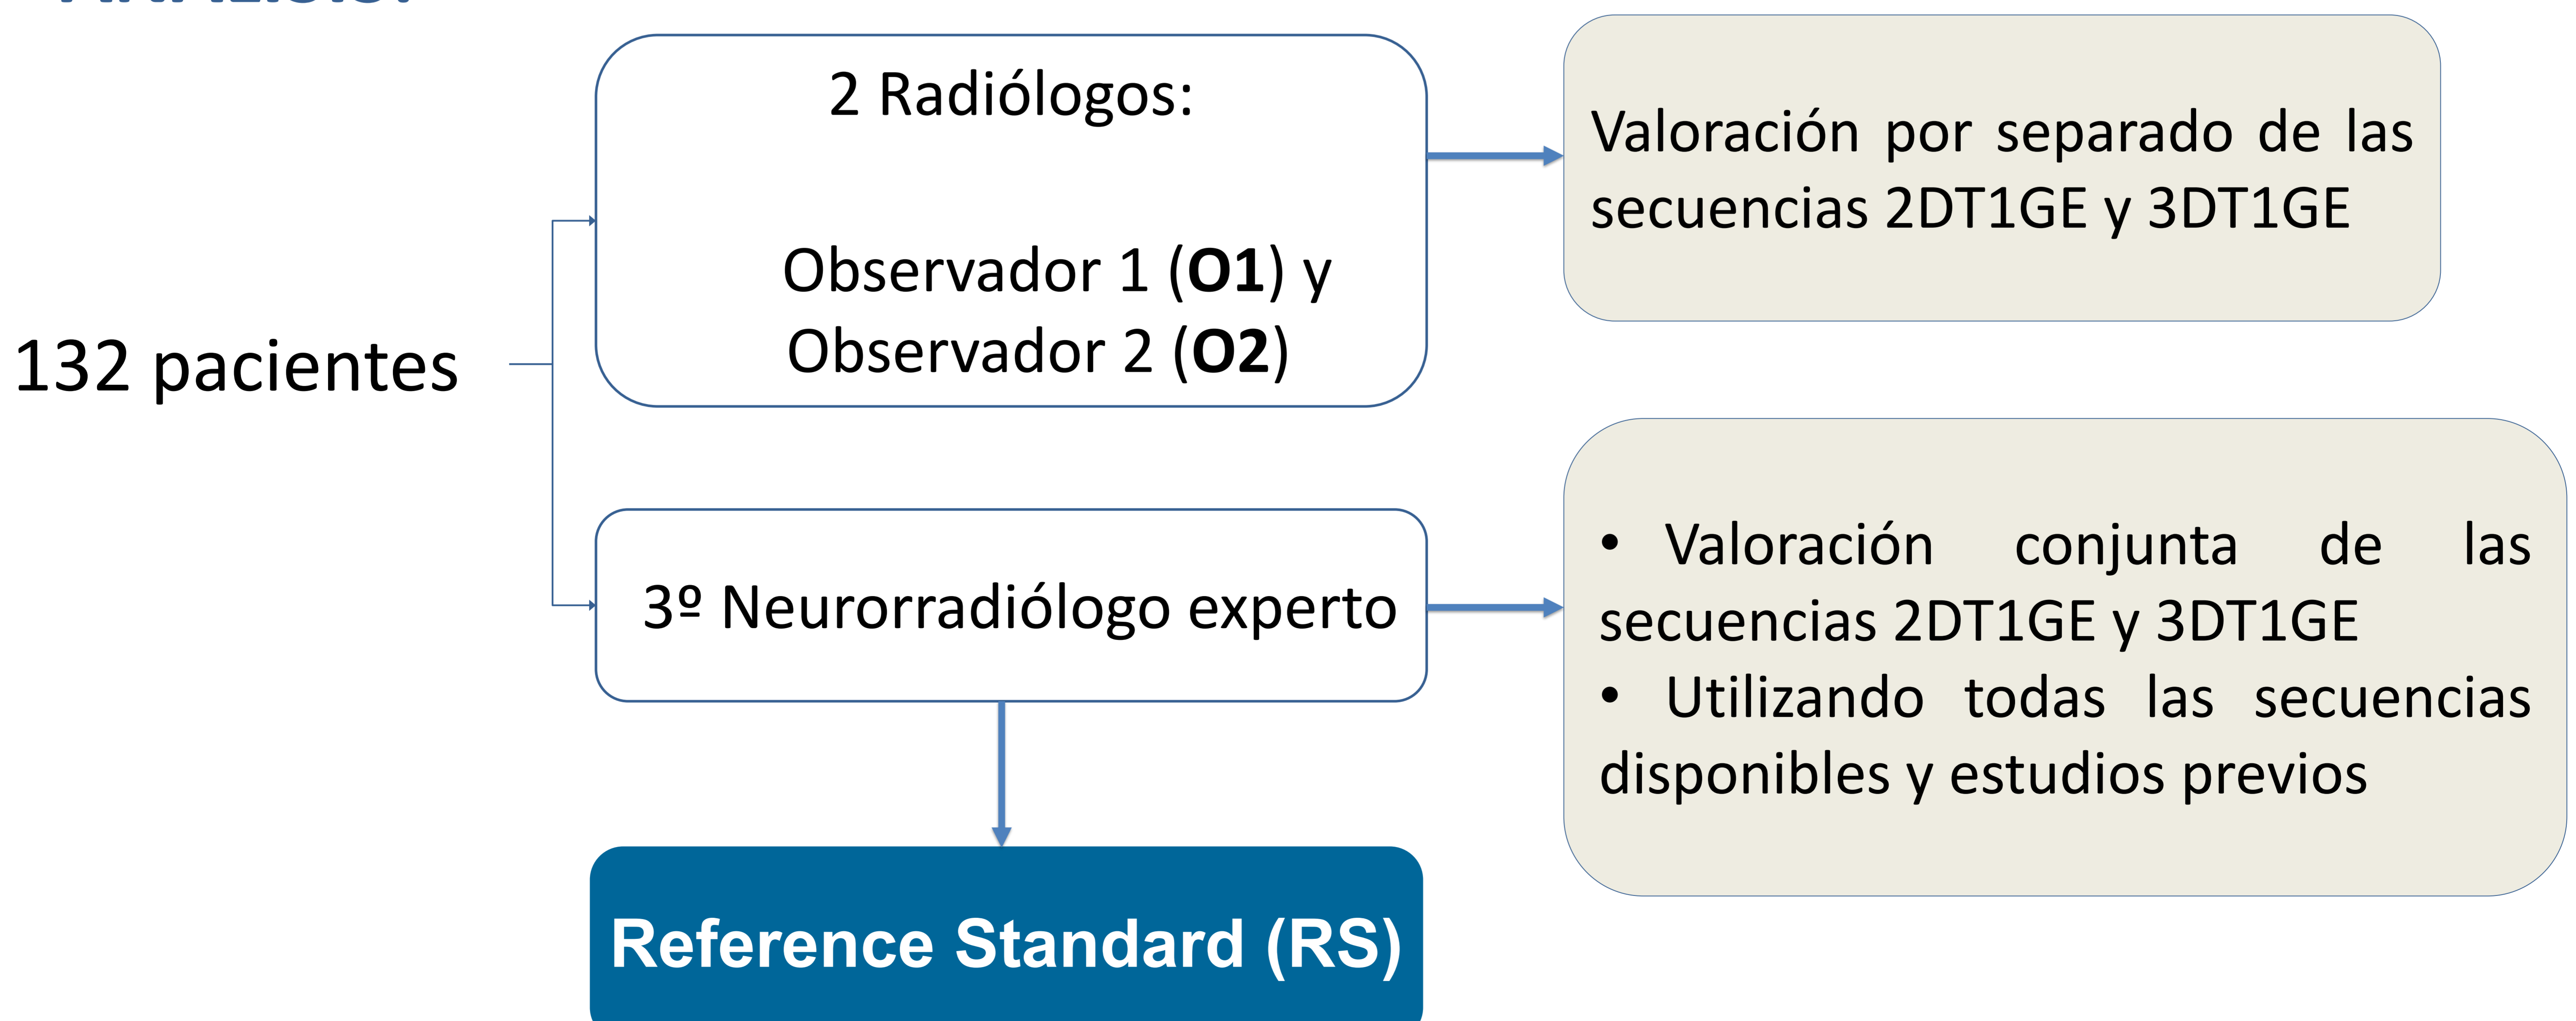 132 pacientes
2 Radiólogos:
Observador 1 (O1) y
Observador 2 (O2)
Valoración por separado de las
secuencias 2DT1GE y 3DT1GE
3º Neurorradiólogo experto
• Valoración conjunta de las
secuencias 2DT1GE y 3DT1GE
• Utilizando todas las secuencias
disponibles y estudios previos
Reference Standard (RS)